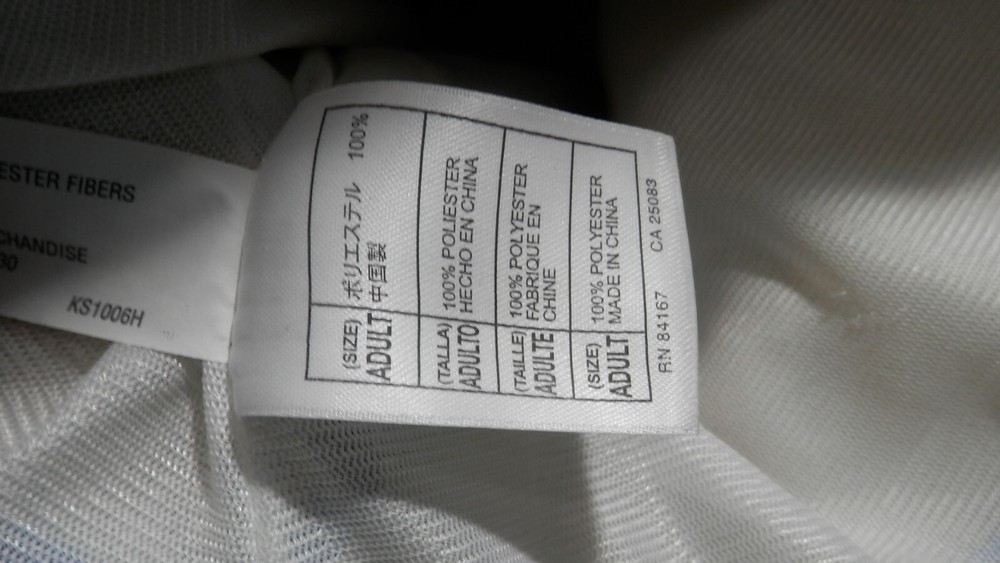 ESTER FIBERS
CHANDISE
30
KS1006H
(SIZE)
ADULT
ポリエステル 100%
中国製
(TALLA)
ADULTO
100% POLIESTER
HECHO EN CHINA
(TAILLE)
ADULTE
100% POLYESTER
FABRIQUE EN
CHINE
(SIZE)
ADULT
100% POLYESTER
MADE IN CHINA
RN 84167 CA 25083